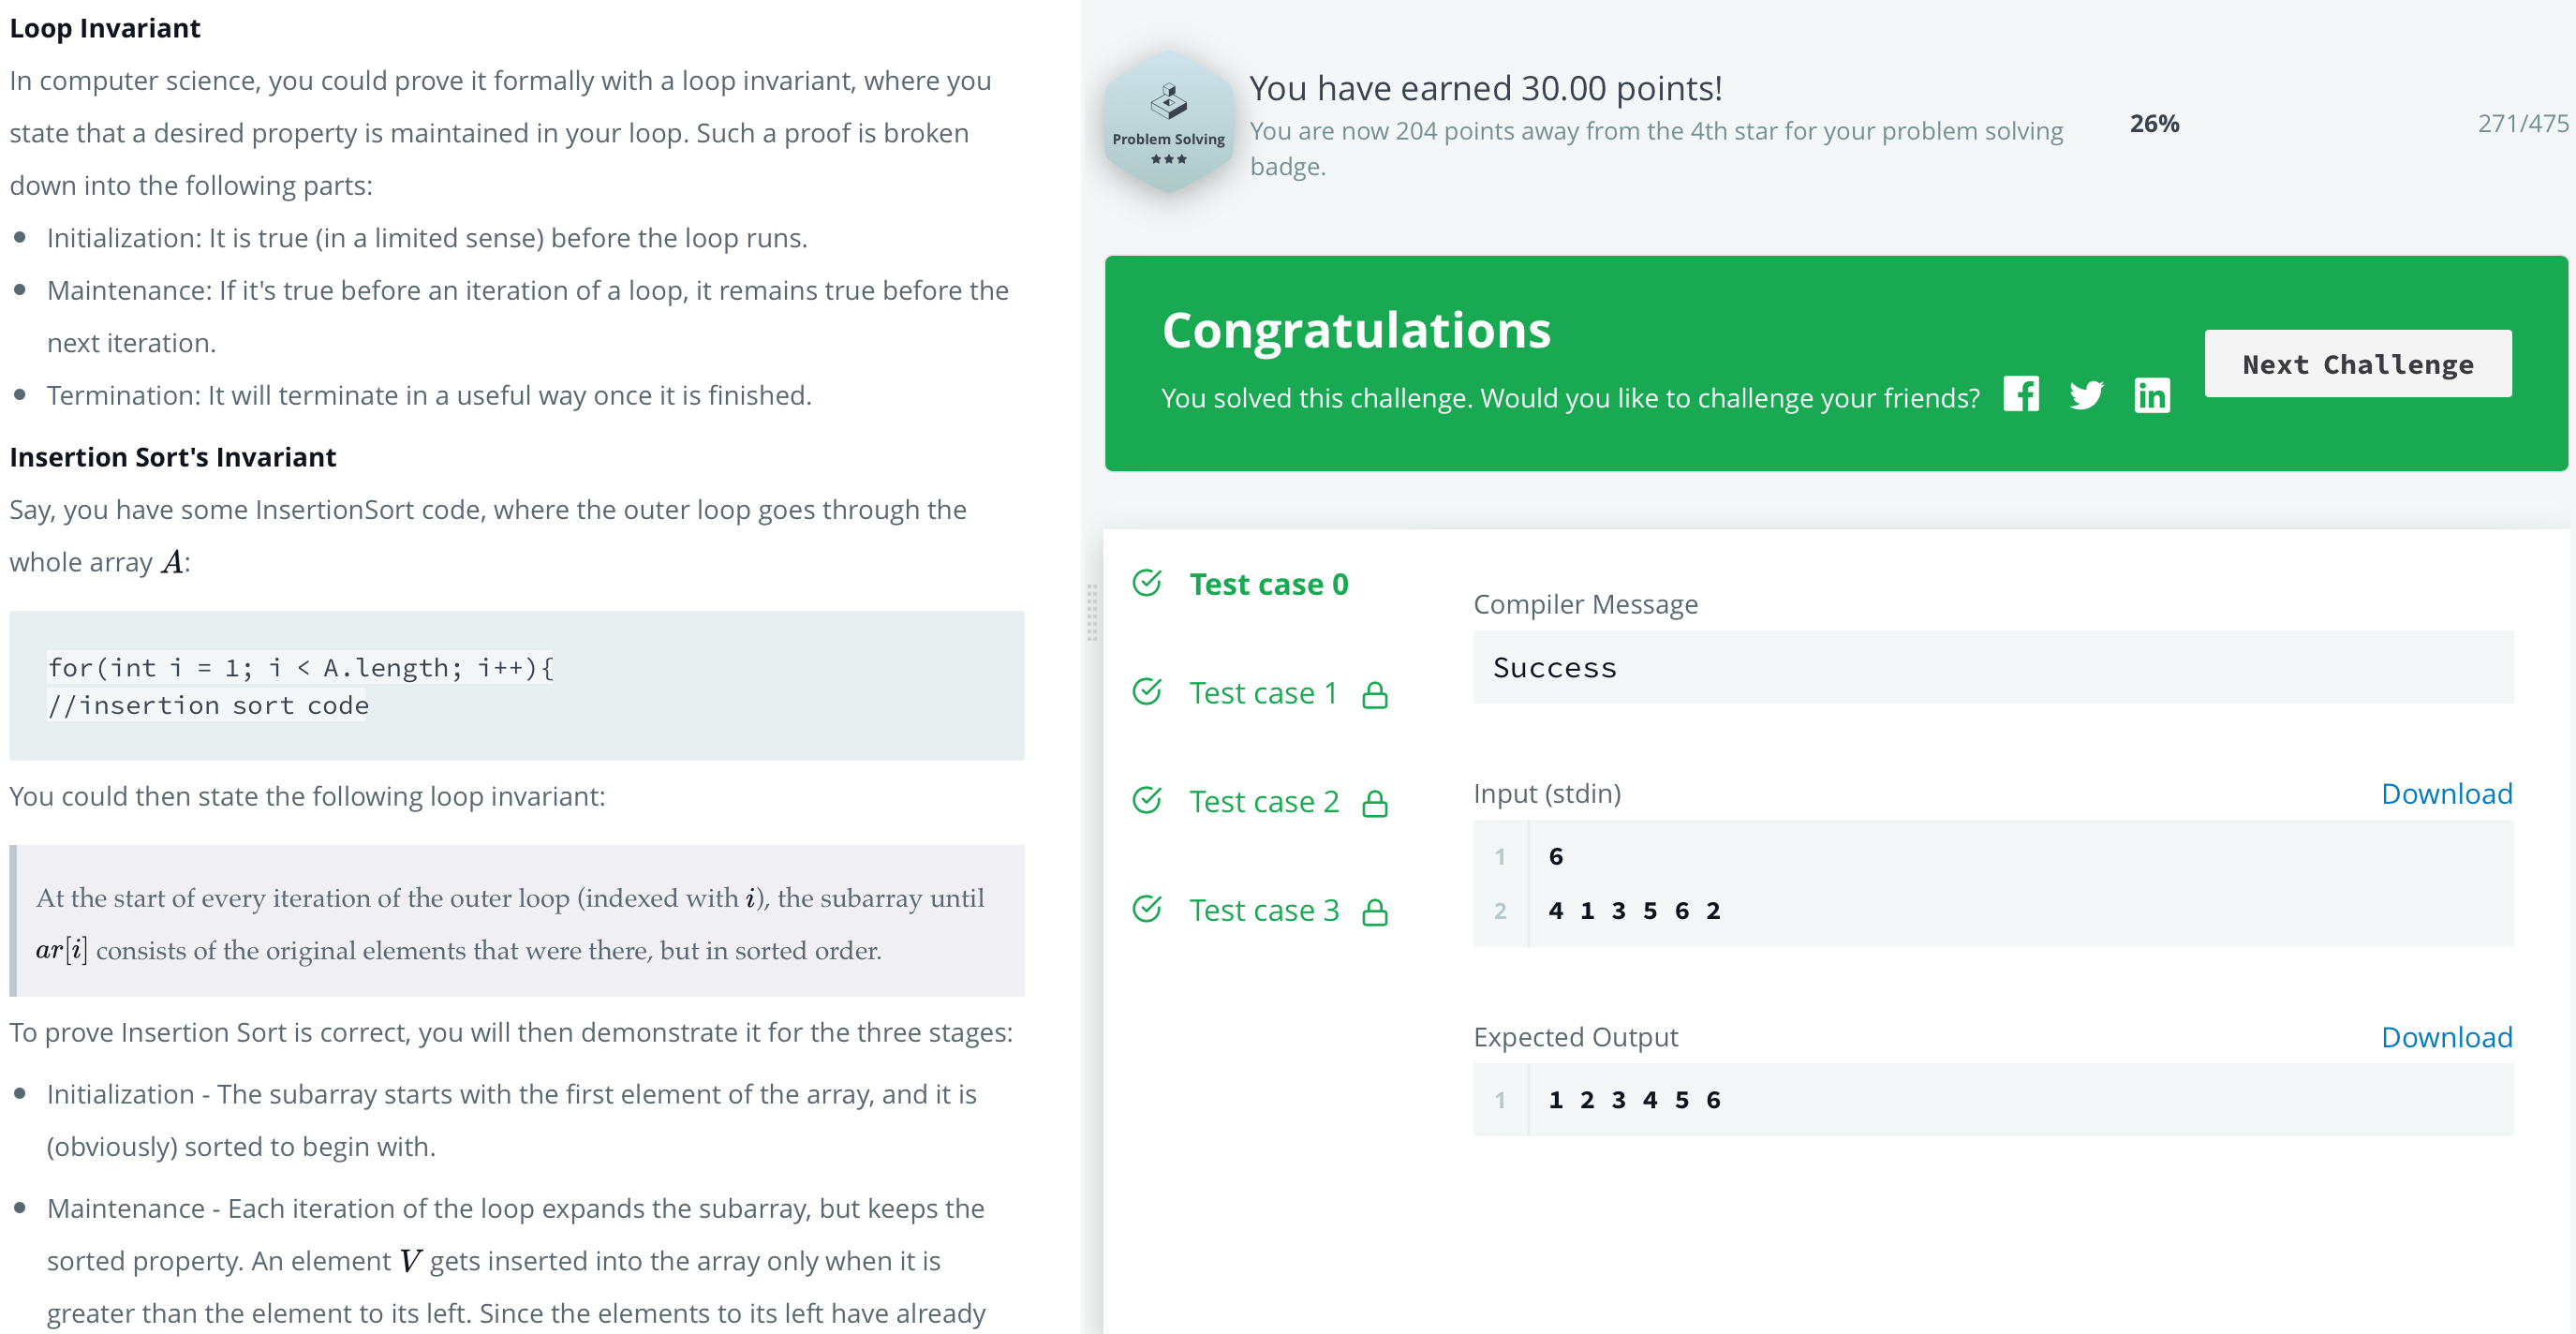 Loop Invariant
In computer science, you could prove it formally with a loop invariant, where you
state that a desired property is maintained in your loop. Such a proof is broken
down into the following parts:
Initialization: It is true (in a limited sense) before the loop runs.
Maintenance: If it's true before an iteration of a loop, it remains true before the
next iteration.
Termination: It will terminate in a useful way once it is finished.
Insertion Sort's Invariant
Say, you have some InsertionSort code, where the outer loop goes through the
whole array A:
for(int i = 1; i < A.length; i++){
//insertion sort code
You could then state the following loop invariant:
At the start of every iteration of the outer loop (indexed with i), the subarray until
ar[i] consists of the original elements that were there, but in sorted order.
To prove Insertion Sort is correct, you will then demonstrate it for the three stages:
Initialization - The subarray starts with the first element of the array, and it is
(obviously) sorted to begin with.
Maintenance - Each iteration of the loop expands the subarray, but keeps the
sorted property. An element V gets inserted into the array only when it is
greater than the element to its left. Since the elements to its left have already
Problem Solving
You have earned 30.00 points!
You are now 204 points away from the 4th star for your problem solving
badge.
26%
271/475
Congratulations
You solved this challenge. Would you like to challenge your friends?
Next Challenge
Test case 0
Test case 1
Test case 2
Test case 3
Compiler Message
Success
Input (stdin)
Download
1 6
2 4 1 3 5 6 2
Expected Output
Download
1 1 2 3 4 5 6